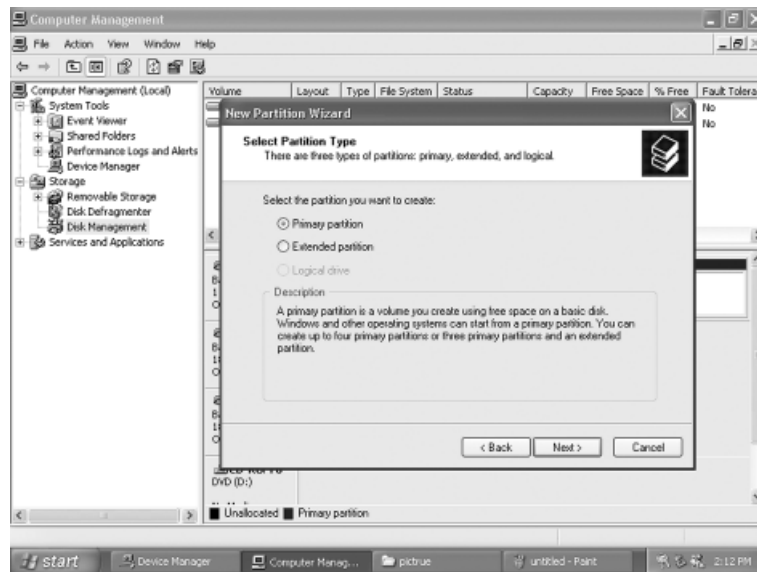 Computer Management
File Action View Window Help
Computer Management (Local)
System Tools
Event Viewer
Shared Folders
Performance Logs and Alerts
Device Manager
Storage
Removable Storage
Disk Defragmenter
Disk Management
Services and Applications
Volume Layout Type File System Status Capacity Free Space % Free Fault Tolera
No
No
New Partition Wizard
Select Partition Type
There are three types of partitions: primary, extended, and logical.
Select the partition you want to create:
Primary partition
Extended partition
Logical drive
Description
A primary partition is a volume you create using free space on a basic disk.
Windows and other operating systems can start from a primary partition. You can
create up to four primary partitions or three primary partitions and an extended
partition.
< Back Next > Cancel
DVD (D:)
Unallocated Primary partition
start Device Manager Computer Manag... pictrue untitled - Paint 2:12 PM